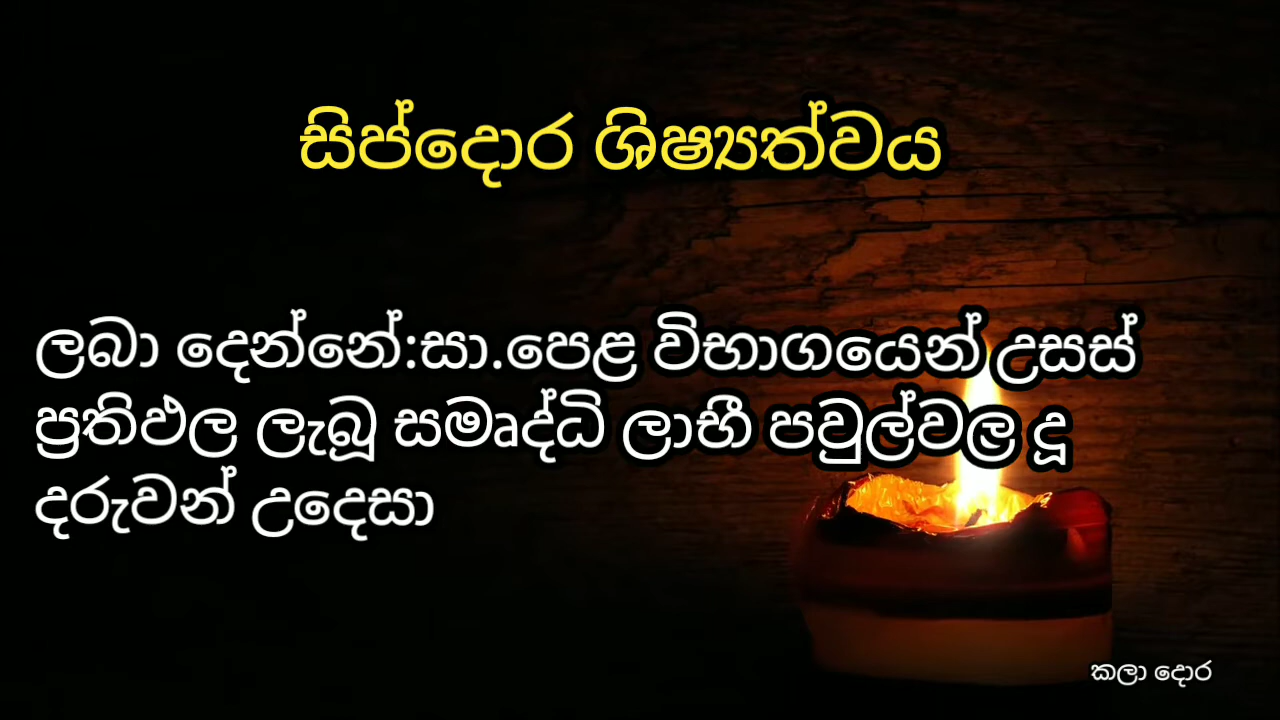 සිප්දොර ශිෂ්‍යත්වය
ලබා දෙන්නේ:සා.පෙළ විභාගයෙන් උසස්
ප්‍රතිඵල ලැබූ සමෘද්ධි ලාභී පවුල්වල දූ
දරුවන් උදෙසා
කලා දොර